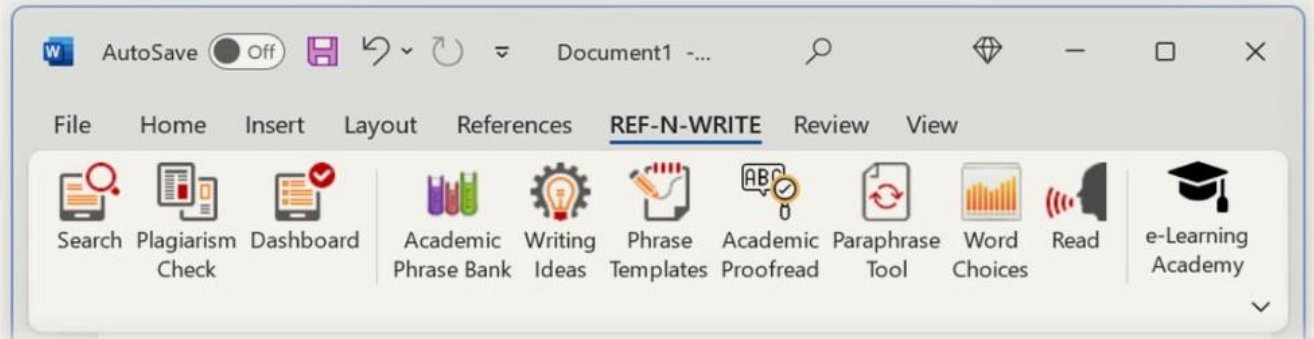 AutoSave Off Document1 -...
File Home Insert Layout References REF-N-WRITE Review View
Search Plagiarism Check Dashboard Academic Phrase Bank Writing Ideas Phrase Templates ABC Academic Proofread Paraphrase Tool Word Choices Read e-Learning Academy